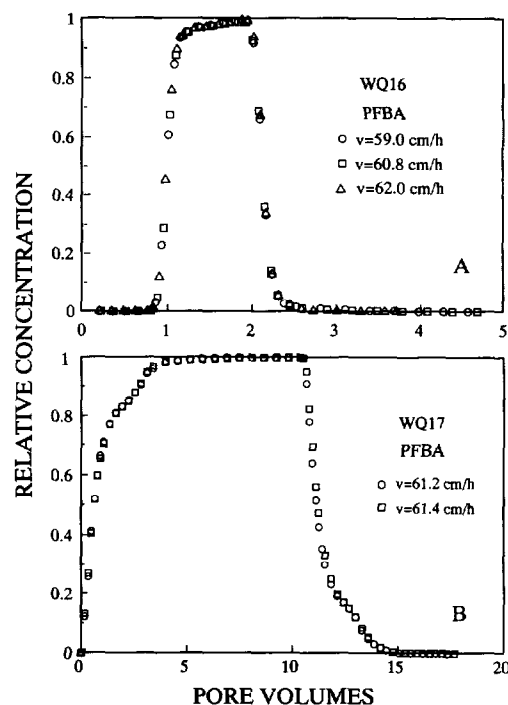 RELATIVE CONCENTRATION
1
0.8
0.6
0.4
0.2
0
WQ16
PFBA
v=59.0 cm/h
v=60.8 cm/h
v=62.0 cm/h
A
0 1 2 3 4 5
1
0.8
0.6
0.4
0.2
0
WQ17
PFBA
v=61.2 cm/h
v=61.4 cm/h
B
0 5 10 15 20
PORE VOLUMES